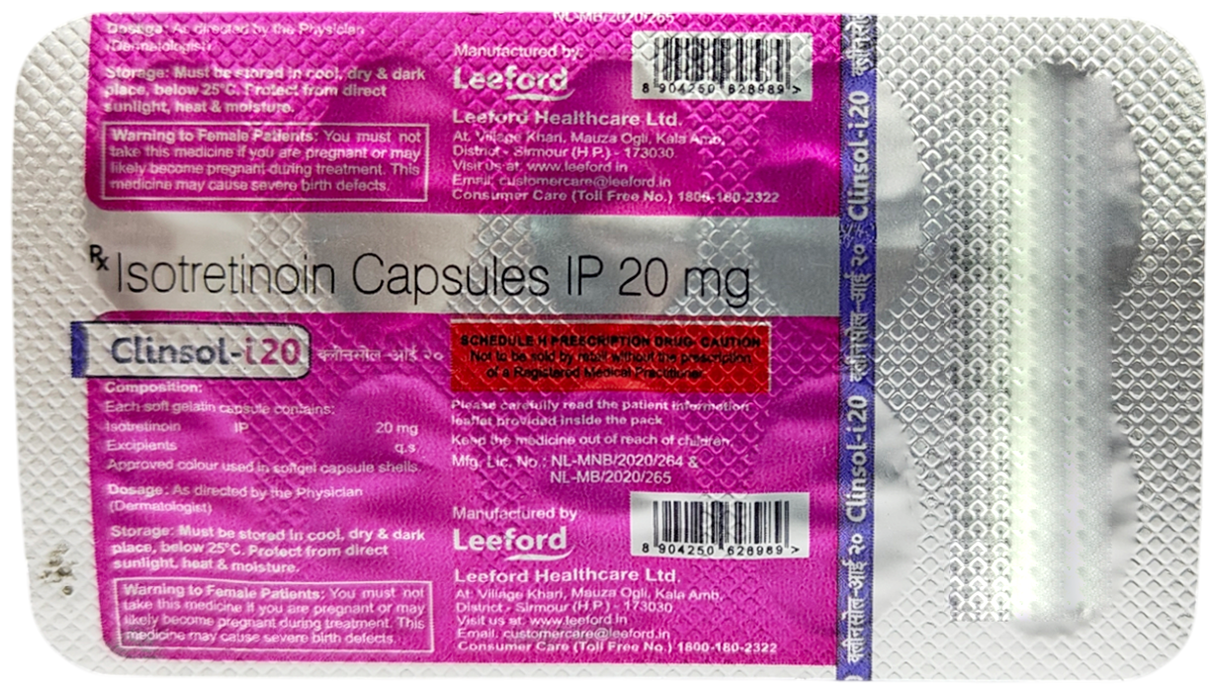 NL-MB/2020/265
Dosage: As directed by the Physician
(Dermatologist)
Storage: Must be stored in cool, dry & dark
place, below 25°C. Protect from direct
sunlight, heat & moisture.
Warning to Female Patients: You must not
take this medicine if you are pregnant or may
likely become pregnant during treatment. This
medicine may cause severe birth defects.
Manufactured by:
Leeford
8 904250 628989 >
Leeford Healthcare Ltd.
At: Village Khari, Mauza Ogli, Kala Amb,
District - Sirmour (H.P.) - 173030.
Visit us at: www.leeford.in
Email: customercare@leeford.in
Consumer Care (Toll Free No.) 1800-180-2322
Rx Isotretinoin Capsules IP 20 mg
Clinsol-i20 क्लीनसोल-आई २०
Composition:
Each soft gelatin capsule contains:
Isotretinoin IP 20 mg
Excipients q.s.
Approved colour used in softgel capsule shells.
Dosage: As directed by the Physician
(Dermatologist)
Storage: Must be stored in cool, dry & dark
place, below 25°C. Protect from direct
sunlight, heat & moisture.
Warning to Female Patients: You must not
take this medicine if you are pregnant or may
likely become pregnant during treatment. This
medicine may cause severe birth defects.
SCHEDULE H PRESCRIPTION DRUG- CAUTION
Not to be sold by retail without the prescription
of a Registered Medical Practitioner.
Please carefully read the patient information
leaflet provided inside the pack
Keep the medicine out of reach of children.
Mfg. Lic. No.: NL-MNB/2020/264 &
NL-MB/2020/265
Manufactured by:
Leeford
8 904250 628989 >
Leeford Healthcare Ltd.
At: Village Khari, Mauza Ogli, Kala Amb,
District - Sirmour (H.P.) - 173030.
Visit us at: www.leeford.in
Email: customercare@leeford.in
Consumer Care (Toll Free No.) 1800-180-2322
क्लीनसोल-आई २० Clinsol-i20 क्लीनसोल-आई २० Clinsol-i20